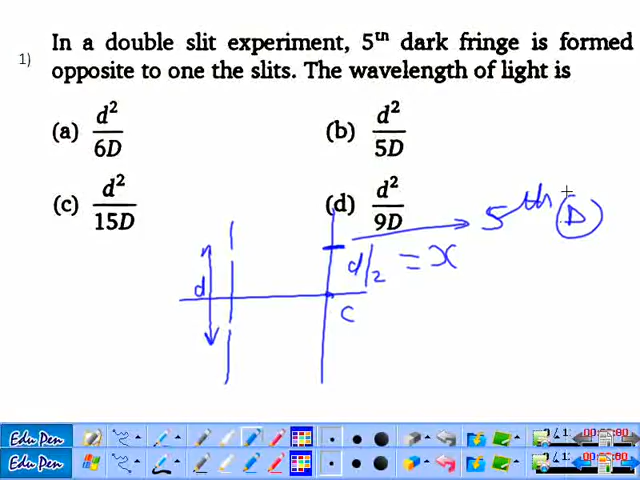 In a double slit experiment, 5th dark fringe is formed
1) opposite to one the slits. The wavelength of light is
(a) d²/6D (b) d²/5D
(c) d²/15D (d) d²/9D
5th D
d/2 = x
d
C
Edu Pen
Edu Pen